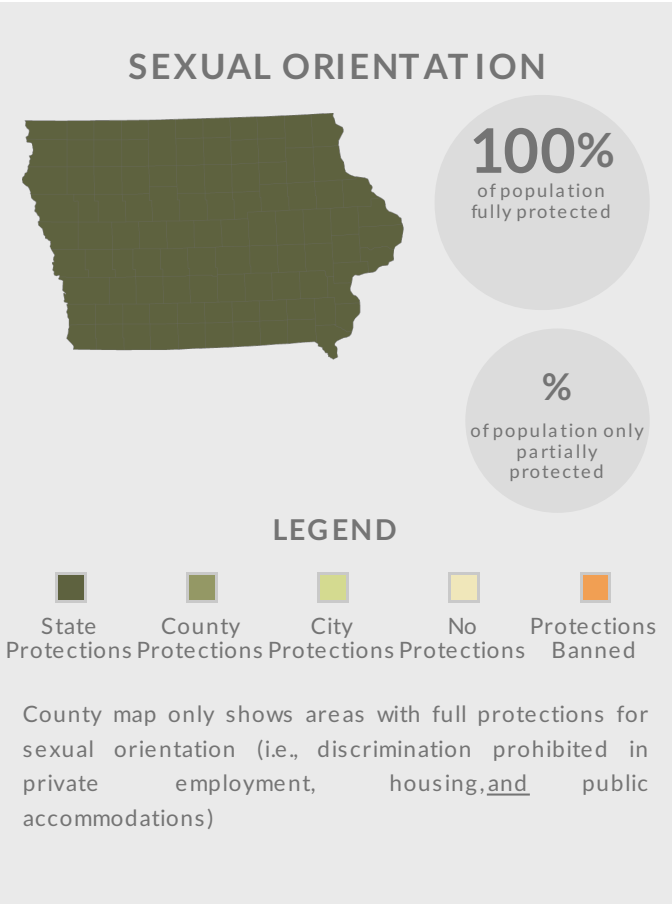 SEXUAL ORIENTATION
100%
of population
fully protected
%
of population only
partially
protected
LEGEND
State
Protections
County
Protections
City
Protections
No
Protections
Protections
Banned
County map only shows areas with full protections for
sexual orientation (i.e., discrimination prohibited in
private employment, housing,and public
accommodations)